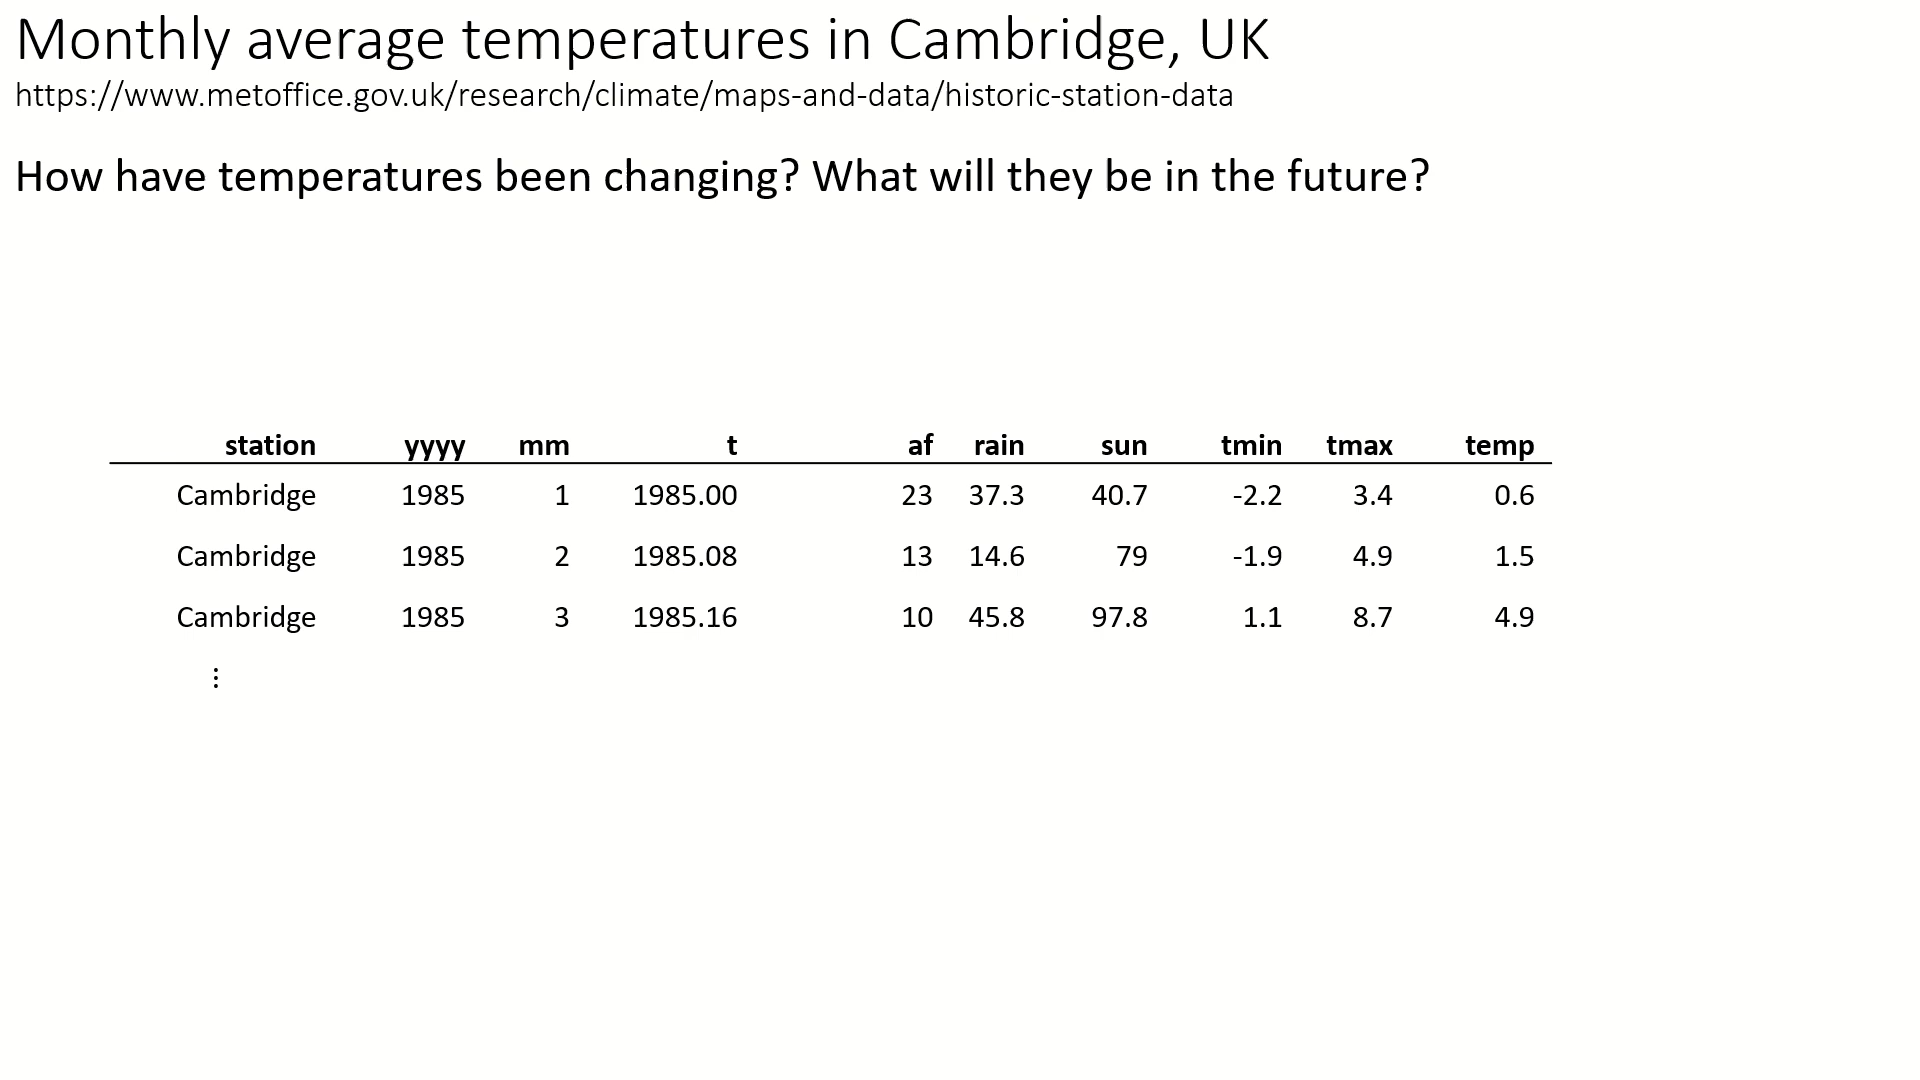 Monthly average temperatures in Cambridge, UK
https://www.metoffice.gov.uk/research/climate/maps-and-data/historic-station-data
How have temperatures been changing? What will they be in the future?
station yyyy mm t af rain sun tmin tmax temp
Cambridge 1985 1 1985.00 23 37.3 40.7 -2.2 3.4 0.6
Cambridge 1985 2 1985.08 13 14.6 79 -1.9 4.9 1.5
Cambridge 1985 3 1985.16 10 45.8 97.8 1.1 8.7 4.9
⋮